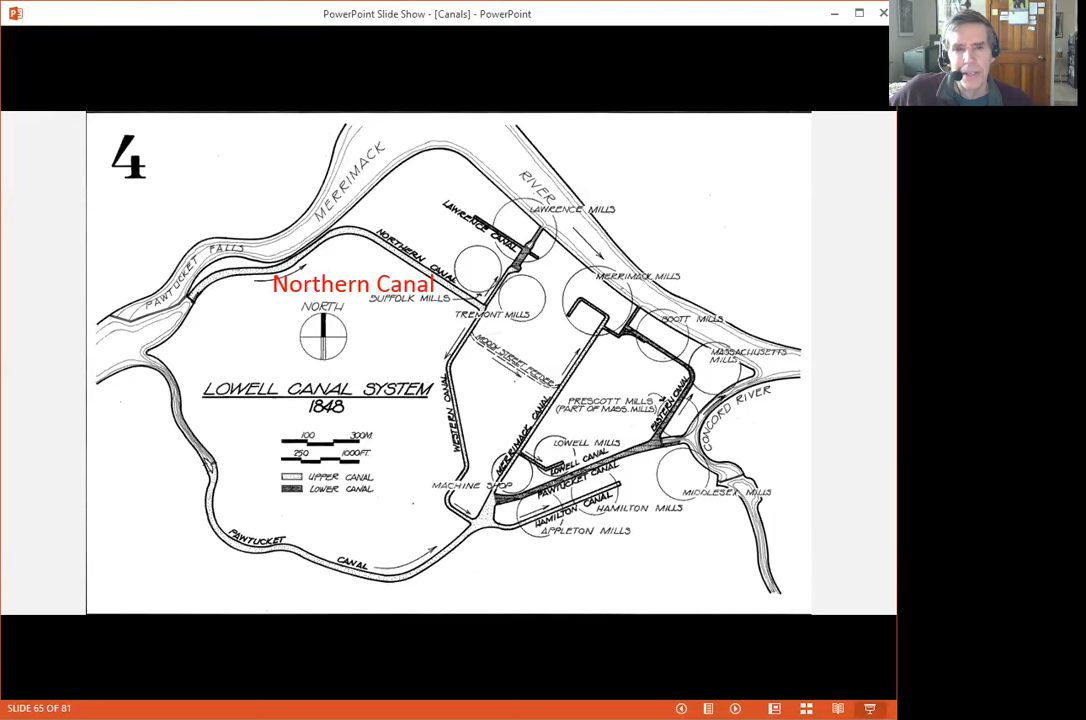 PowerPoint Slide Show - [Canals] - PowerPoint
4
MERRIMACK
RIVER
PAWTUCKET FALLS
LAWRENCE MILLS
LAWRENCE CANAL
NORTHERN CANAL
Northern Canal
SUFFOLK MILLS
TREMONT MILLS
MERRIMACK MILLS
BOOTT MILLS
MASSACHUSETTS
MILLS
NORTH
MOODY STREET FEEDER
LOWELL CANAL SYSTEM
1848
WESTERN CANAL
MERRIMACK CANAL
PRESCOTT MILLS
(PART OF MASS. MILLS)
EASTERN CANAL
CONCORD RIVER
100 300M.
250 1000FT.
UPPER CANAL
LOWER CANAL
LOWELL MILLS
LOWELL CANAL
MACHINE SHOP
PAWTUCKET CANAL
MIDDLESEX MILLS
HAMILTON CANAL
HAMILTON MILLS
APPLETON MILLS
PAWTUCKET
CANAL
SLIDE 65 OF 81